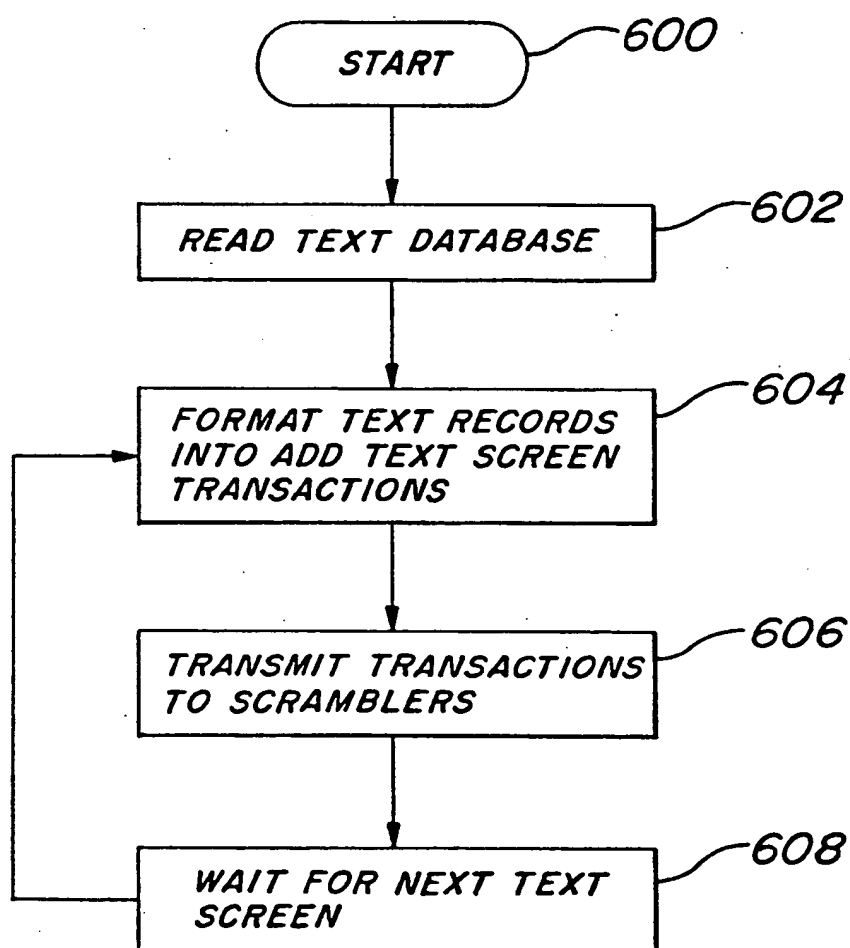 START
600
READ TEXT DATABASE
602
FORMAT TEXT RECORDS
INTO ADD TEXT SCREEN
TRANSACTIONS
604
TRANSMIT TRANSACTIONS
TO SCRAMBLERS
606
WAIT FOR NEXT TEXT
SCREEN
608